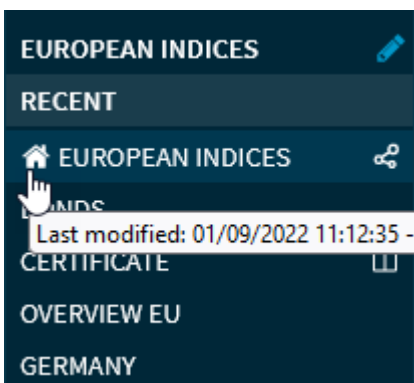 EUROPEAN INDICES
RECENT
EUROPEAN INDICES
Last modified: 01/09/2022 11:12:35 -
CERTIFICATE
OVERVIEW EU
GERMANY